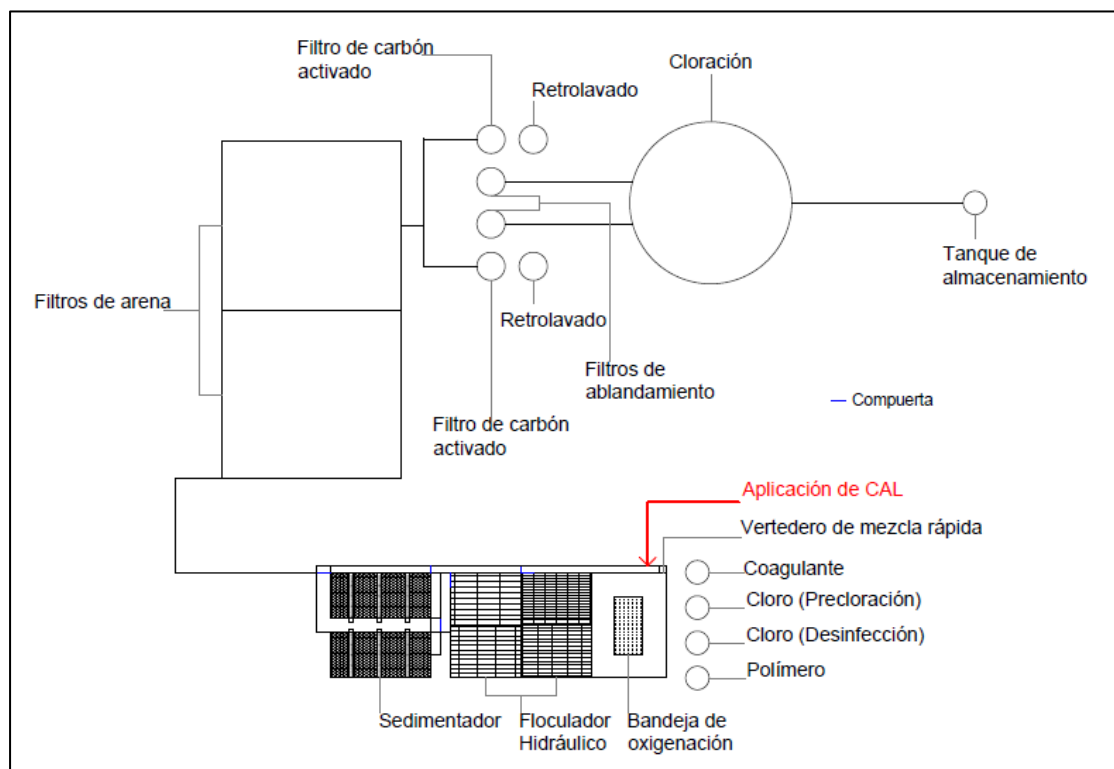 Filtro de carbón
activado
Retrolavado
Cloración
Tanque de
almacenamiento
Filtros de arena
Retrolavado
Filtros de
ablandamiento
Compuerta
Filtro de carbón
activado
Aplicación de CAL
Vertedero de mezcla rápida
Coagulante
Cloro (Precloración)
Cloro (Desinfección)
Polímero
Sedimentador
Floculador
Hidráulico
Bandeja de
oxigenación